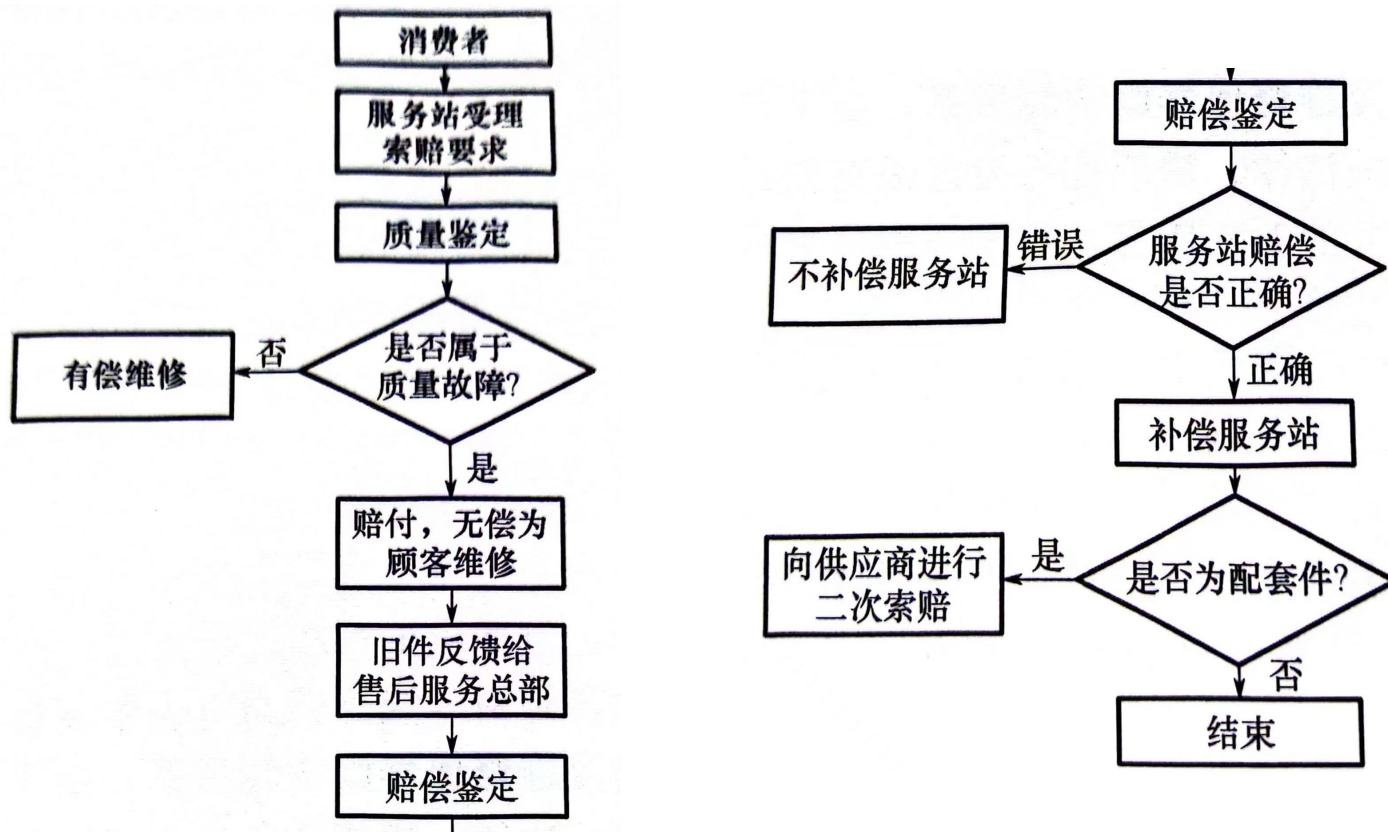 消费者
服务站受理
索赔要求
质量鉴定
是否属于
质量故障?
否
有偿维修
是
赔付，无偿为
顾客维修
旧件反馈给
售后服务总部
赔偿鉴定
赔偿鉴定
服务站赔偿
是否正确?
错误
不补偿服务站
正确
补偿服务站
是否为配套件?
是
向供应商进行
二次索赔
否
结束